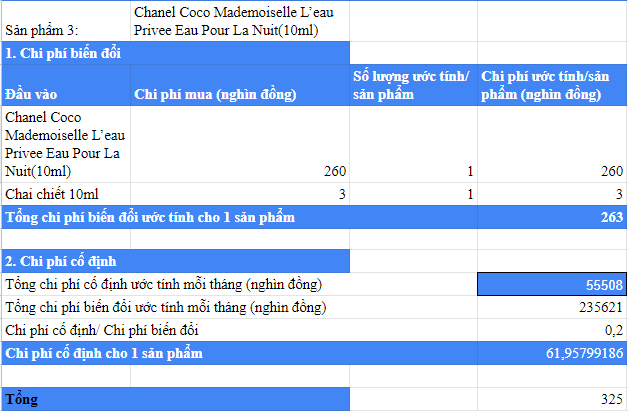 Sản phẩm 3:
Chanel Coco Mademoiselle L’eau
Privee Eau Pour La Nuit(10ml)
1. Chi phí biến đổi
Đầu vào
Chi phí mua (nghìn đồng)
Số lượng ước tính/
sản phẩm
Chi phí ước tính/sản
phẩm (nghìn đồng)
Chanel Coco
Mademoiselle L’eau
Privee Eau Pour La
Nuit(10ml)
260
1
260
Chai chiết 10ml
3
1
3
Tổng chi phí biến đổi ước tính cho 1 sản phẩm
263
2. Chi phí cố định
Tổng chi phí cố định ước tính mỗi tháng (nghìn đồng)
55508
Tổng chi phí biến đổi ước tính mỗi tháng (nghìn đồng)
235621
Chi phí cố định/ Chi phí biến đổi
0,2
Chi phí cố định cho 1 sản phẩm
61,95799186
Tổng
325